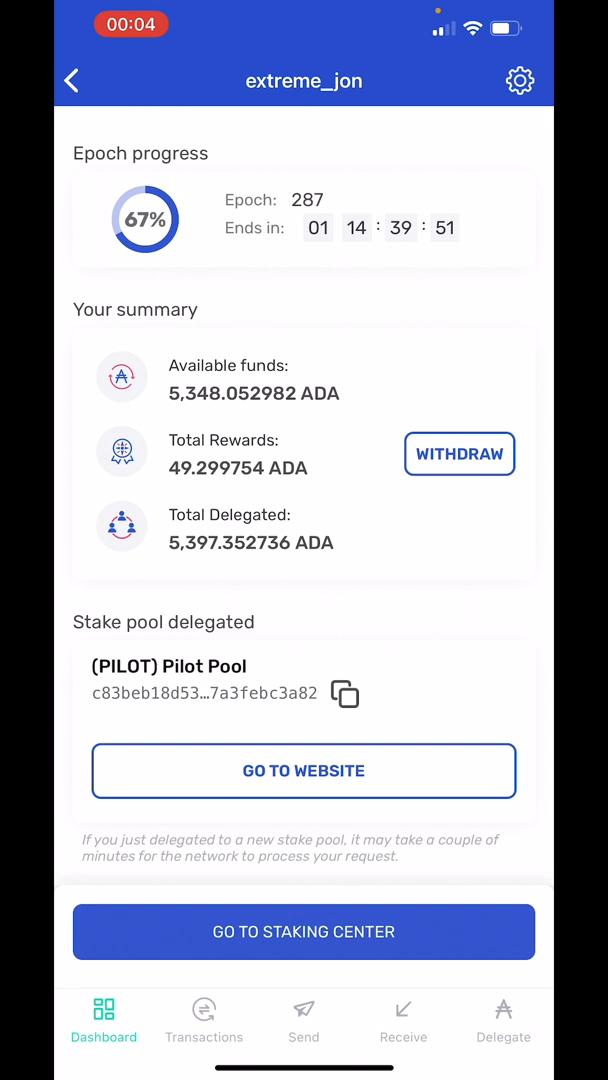 00:04
extreme_jon
Epoch progress
67%
Epoch: 287
Ends in: 01 14 : 39 : 51
Your summary
Available funds:
5,348.052982 ADA
Total Rewards:
49.299754 ADA
WITHDRAW
Total Delegated:
5,397.352736 ADA
Stake pool delegated
(PILOT) Pilot Pool
c83beb18d53…7a3febc3a82
GO TO WEBSITE
If you just delegated to a new stake pool, it may take a couple of
minutes for the network to process your request.
GO TO STAKING CENTER
Dashboard Transactions Send Receive Delegate